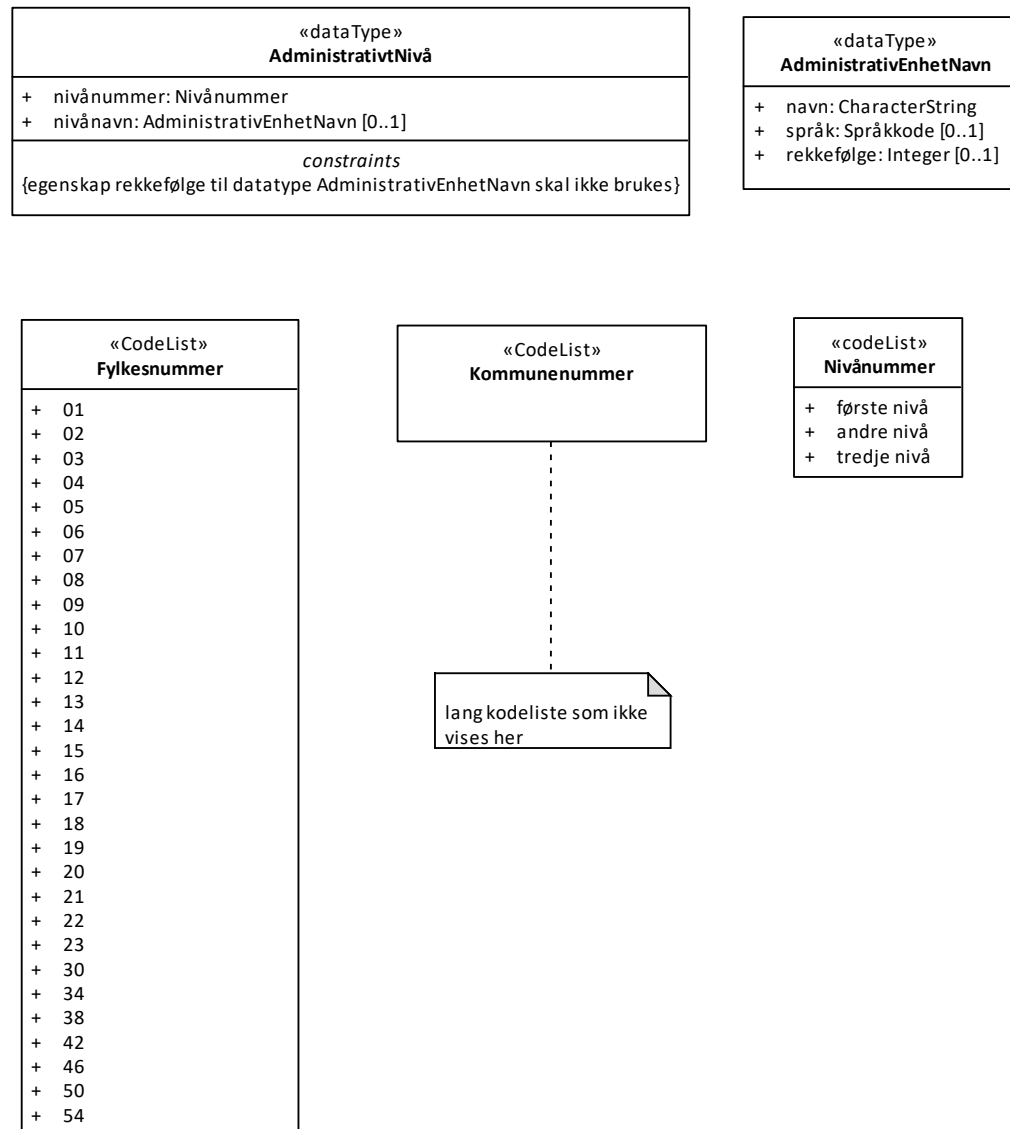 «dataType»
AdministrativtNivå
+ nivånummer: Nivånummer
+ nivånavn: AdministrativEnhetNavn [0..1]
constraints
{egenskap rekkefølge til datatype AdministrativEnhetNavn skal ikke brukes}
«dataType»
AdministrativEnhetNavn
+ navn: CharacterString
+ språk: Språkkode [0..1]
+ rekkefølge: Integer [0..1]
«CodeList»
Fylkesnummer
+ 01
+ 02
+ 03
+ 04
+ 05
+ 06
+ 07
+ 08
+ 09
+ 10
+ 11
+ 12
+ 13
+ 14
+ 15
+ 16
+ 17
+ 18
+ 19
+ 20
+ 21
+ 22
+ 23
+ 30
+ 34
+ 38
+ 42
+ 46
+ 50
+ 54
«CodeList»
Kommunenummer
lang kodeliste som ikke
vises her
«codeList»
Nivånummer
+ første nivå
+ andre nivå
+ tredje nivå